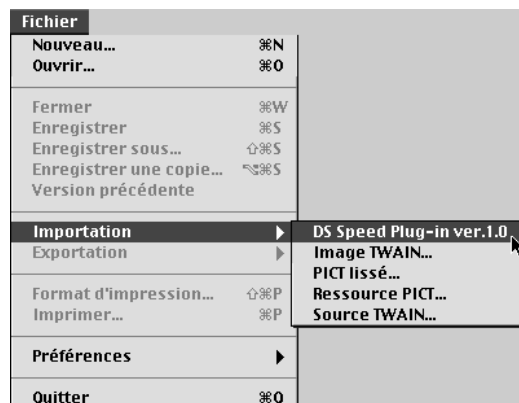 Fichier
Nouveau... ⌘N
Ouvrir... ⌘O
Fermer ⌘W
Enregistrer ⌘S
Enregistrer sous... ⇧⌘S
Enregistrer une copie... ⌥⌘S
Version précédente
Importation
Exportation
Format d'impression... ⇧⌘P
Imprimer... ⌘P
Préférences
Quitter ⌘Q
DS Speed Plug-in ver.1.0
Image TWAIN...
PICT lissé...
Ressource PICT...
Source TWAIN...